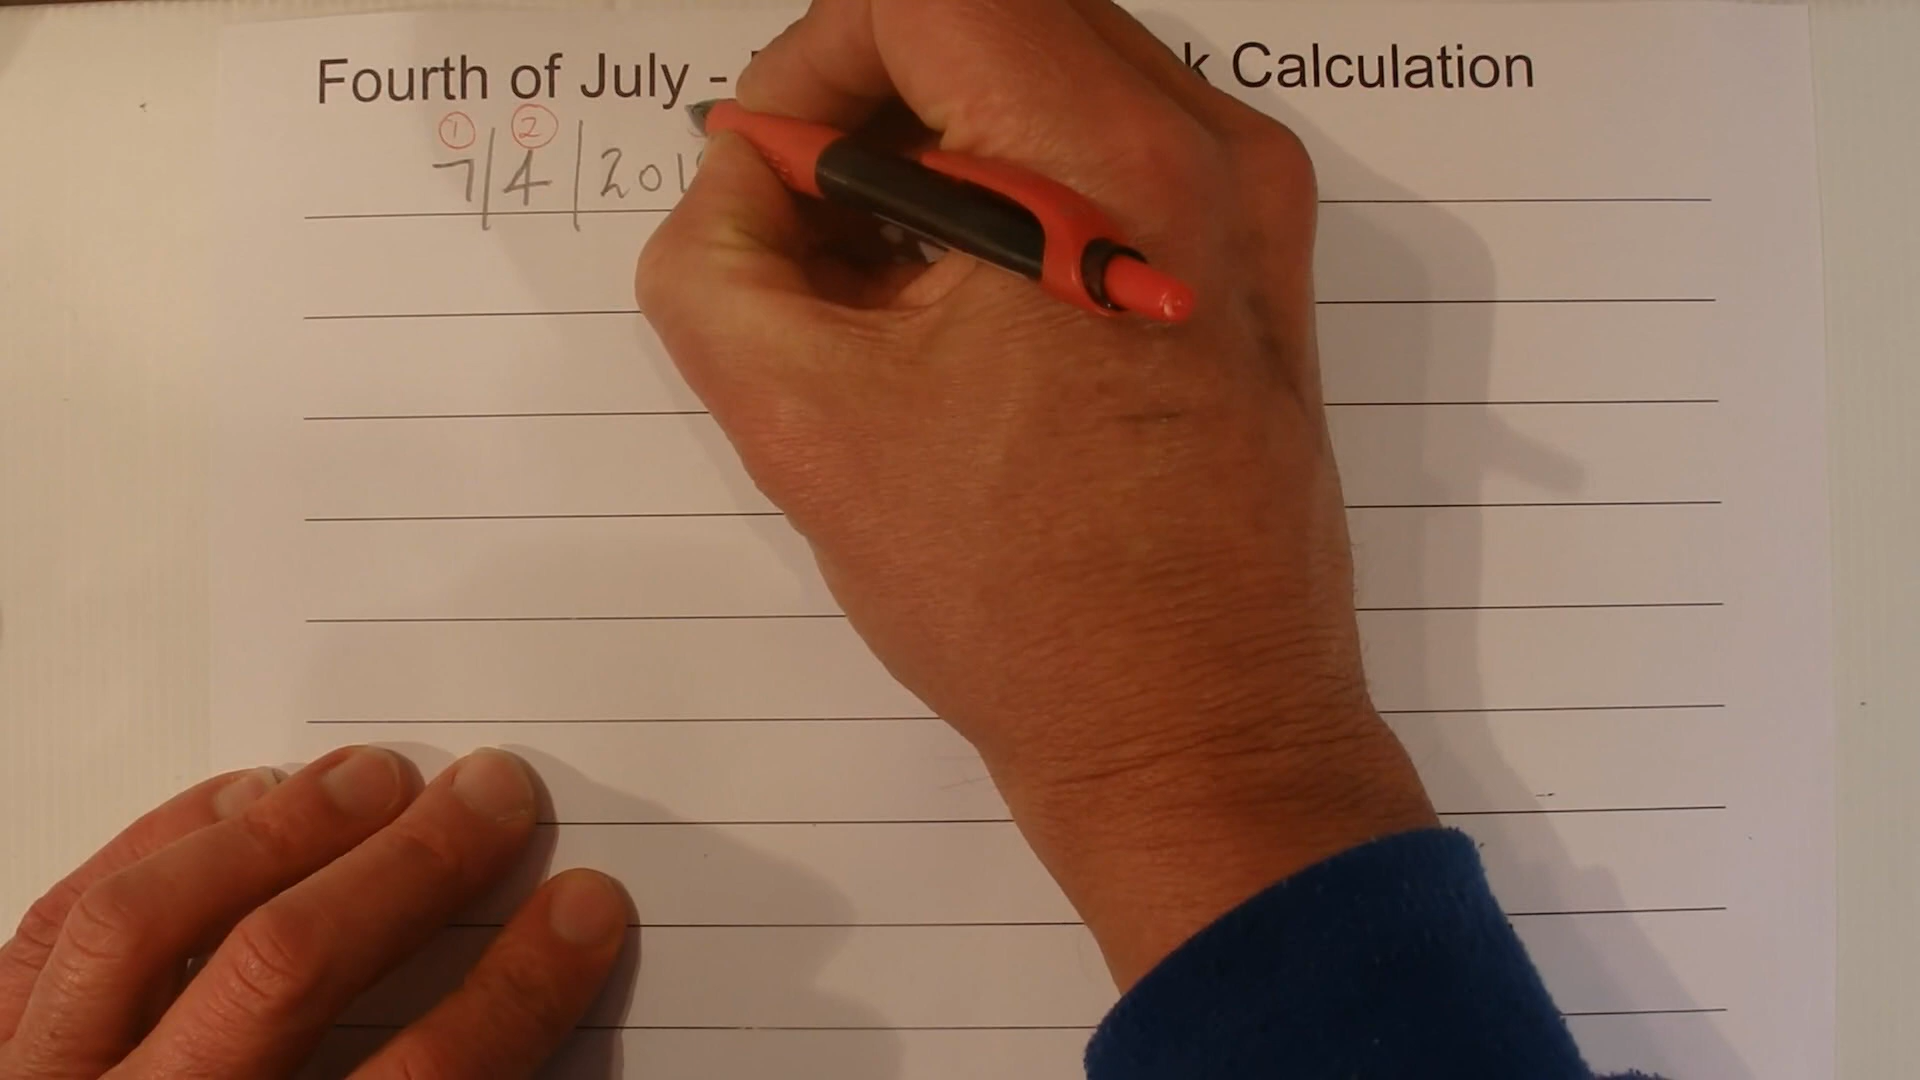 Fourth of July - k Calculation
① ②
7/4/201